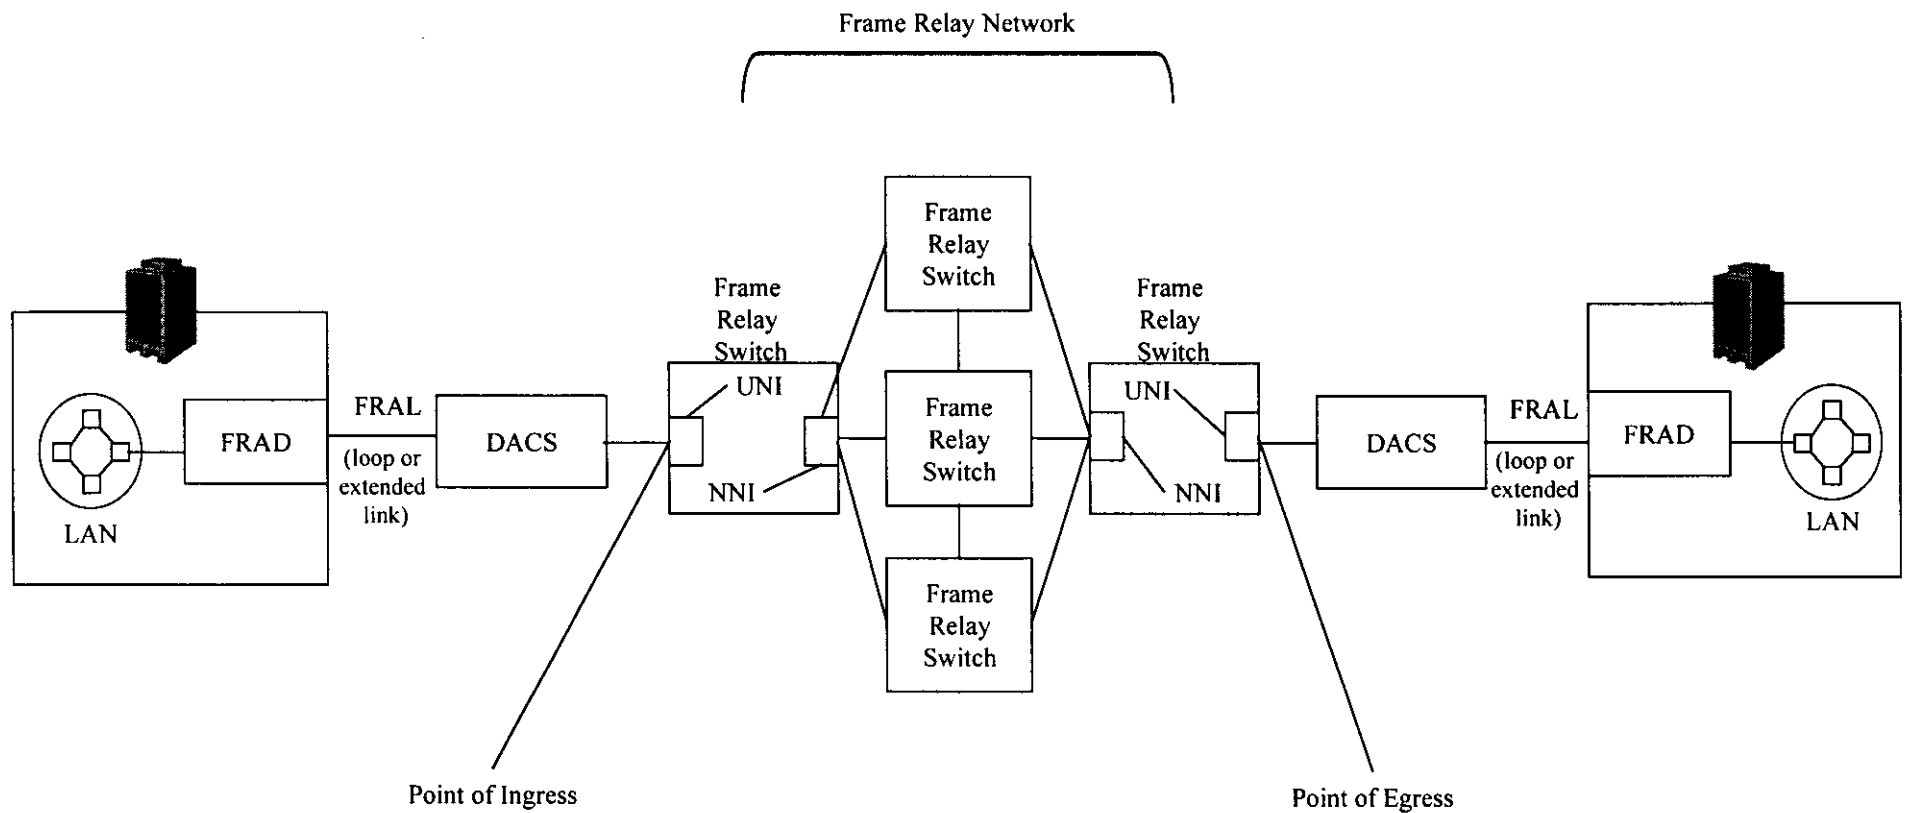 Frame Relay Network
Frame
Relay
Switch
Frame
Relay
Switch
UNI
NNI
Frame
Relay
Switch
Frame
Relay
Switch
Frame
Relay
Switch
UNI
NNI
LAN
FRAD
FRAL
(loop or
extended
link)
DACS
DACS
FRAL
(loop or
extended
link)
FRAD
LAN
Point of Ingress
Point of Egress